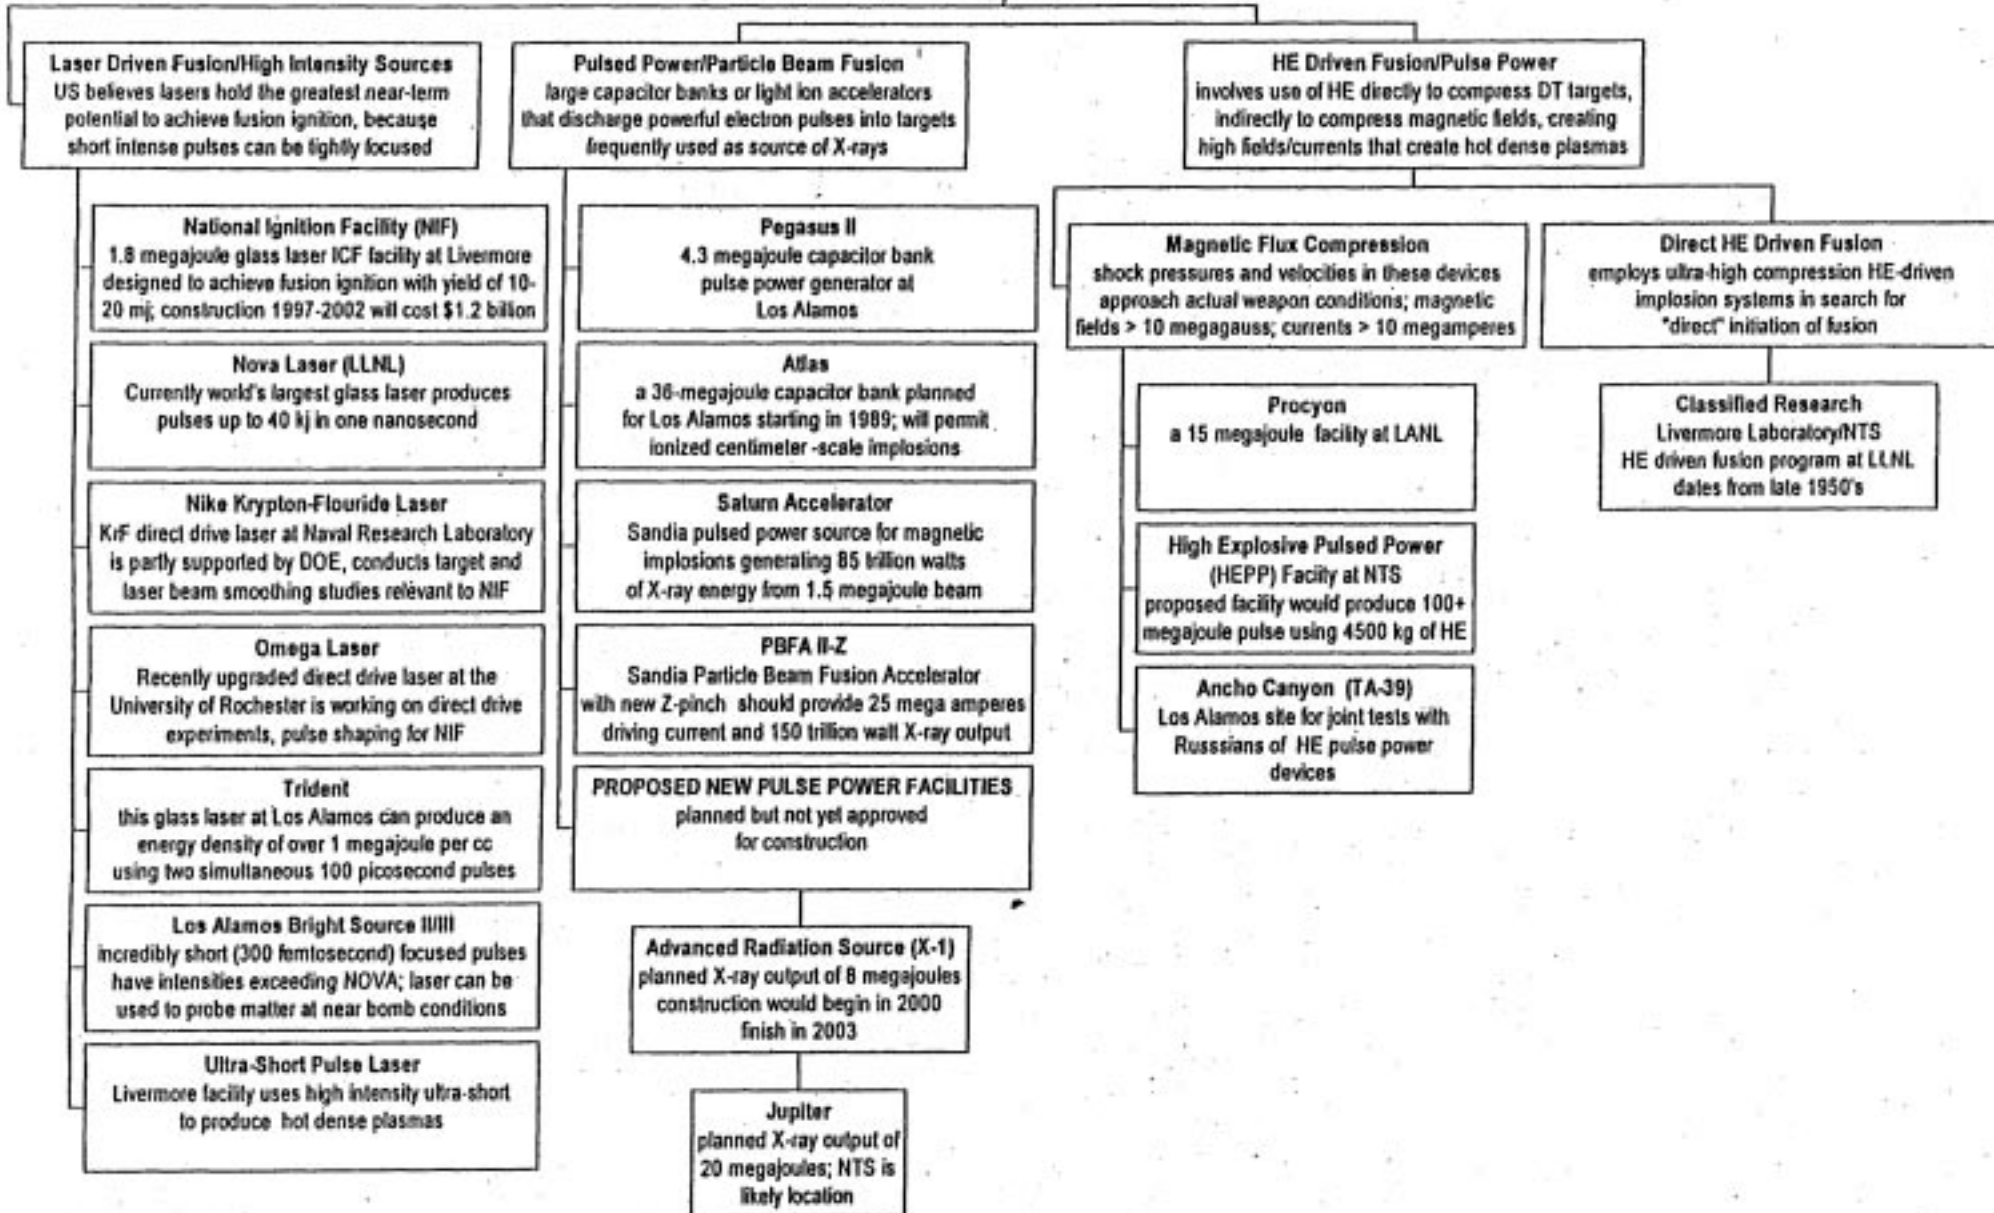 Laser Driven Fusion/High Intensity Sources
US believes lasers hold the greatest near-term
potential to achieve fusion ignition, because
short intense pulses can be tightly focused
National Ignition Facility (NIF)
1.8 megajoule glass laser ICF facility at Livermore
designed to achieve fusion ignition with yield of 10-
20 mj; construction 1997-2002 will cost $1.2 billion
Nova Laser (LLNL)
Currently world's largest glass laser produces
pulses up to 40 kj in one nanosecond
Nike Krypton-Flouride Laser
KrF direct drive laser at Naval Research Laboratory
is partly supported by DOE, conducts target and
laser beam smoothing studies relevant to NIF
Omega Laser
Recently upgraded direct drive laser at the
University of Rochester is working on direct drive
experiments, pulse shaping for NIF
Trident
this glass laser at Los Alamos can produce an
energy density of over 1 megajoule per cc
using two simultaneous 100 picosecond pulses
Los Alamos Bright Source II/III
incredibly short (300 femtosecond) focused pulses
have intensities exceeding NOVA; laser can be
used to probe matter at near bomb conditions
Ultra-Short Pulse Laser
Livermore facility uses high intensity ultra-short
to produce hot dense plasmas
Pulsed Power/Particle Beam Fusion
large capacitor banks or light ion accelerators
that discharge powerful electron pulses into targets
frequently used as source of X-rays
Pegasus II
4.3 megajoule capacitor bank
pulse power generator at
Los Alamos
Atlas
a 36-megajoule capacitor bank planned
for Los Alamos starting in 1989; will permit
ionized centimeter -scale implosions
Saturn Accelerator
Sandia pulsed power source for magnetic
implosions generating 85 trillion watts
of X-ray energy from 1.5 megajoule beam
PBFA II-Z
Sandia Particle Beam Fusion Accelerator
with new Z-pinch should provide 25 mega amperes
driving current and 150 trillion watt X-ray output
PROPOSED NEW PULSE POWER FACILITIES
planned but not yet approved
for construction
Advanced Radiation Source (X-1)
planned X-ray output of 8 megajoules
construction would begin in 2000
finish in 2003
Jupiter
planned X-ray output of
20 megajoules; NTS is
likely location
HE Driven Fusion/Pulse Power
involves use of HE directly to compress DT targets,
indirectly to compress magnetic fields, creating
high fields/currents that create hot dense plasmas
Magnetic Flux Compression
shock pressures and velocities in these devices
approach actual weapon conditions; magnetic
fields > 10 megagauss; currents > 10 megamperes
Procyon
a 15 megajoule facility at LANL
High Explosive Pulsed Power
(HEPP) Faciity at NTS
proposed facility would produce 100+
megajoule pulse using 4500 kg of HE
Ancho Canyon (TA-39)
Los Alamos site for joint tests with
Russsians of HE pulse power
devices
Direct HE Driven Fusion
employs ultra-high compression HE-driven
implosion systems in search for
"direct" initiation of fusion
Classified Research
Livermore Laboratory/NTS
HE driven fusion program at LLNL
dates from late 1950's